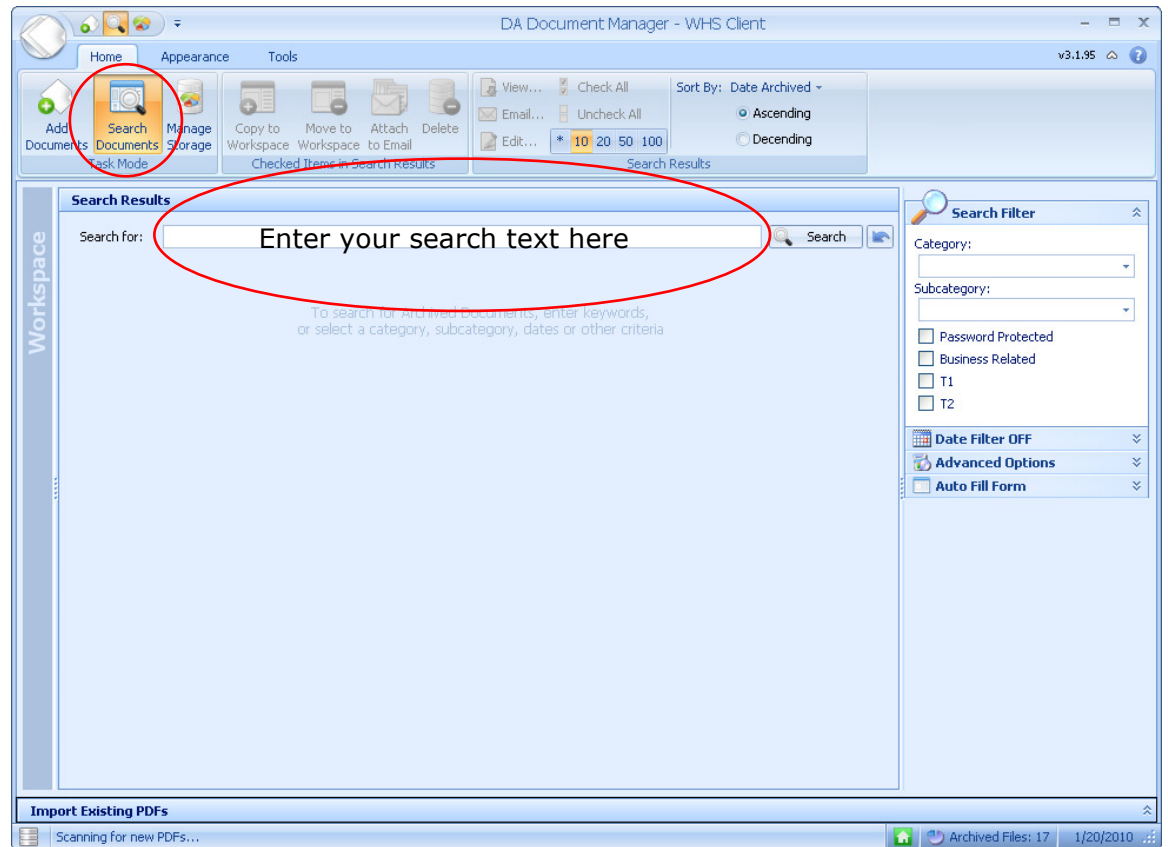 DA Document Manager - WHS Client
Home Appearance Tools v3.1.95
Add Documents
Search Documents
Manage Storage
Task Mode
Copy to Workspace
Move to Workspace
Attach to Email
Delete
Checked Items in Search Results
View... Check All
Email... Uncheck All
Edit... * 10 20 50 100
Sort By: Date Archived
Ascending
Decending
Search Results
Workspace
Search Results
Search for: Enter your search text here Search
To search for Archived Documents, enter keywords,
or select a category, subcategory, dates or other criteria
Search Filter
Category:
Subcategory:
Password Protected
Business Related
T1
T2
Date Filter OFF
Advanced Options
Auto Fill Form
Import Existing PDFs
Scanning for new PDFs... Archived Files: 17 1/20/2010